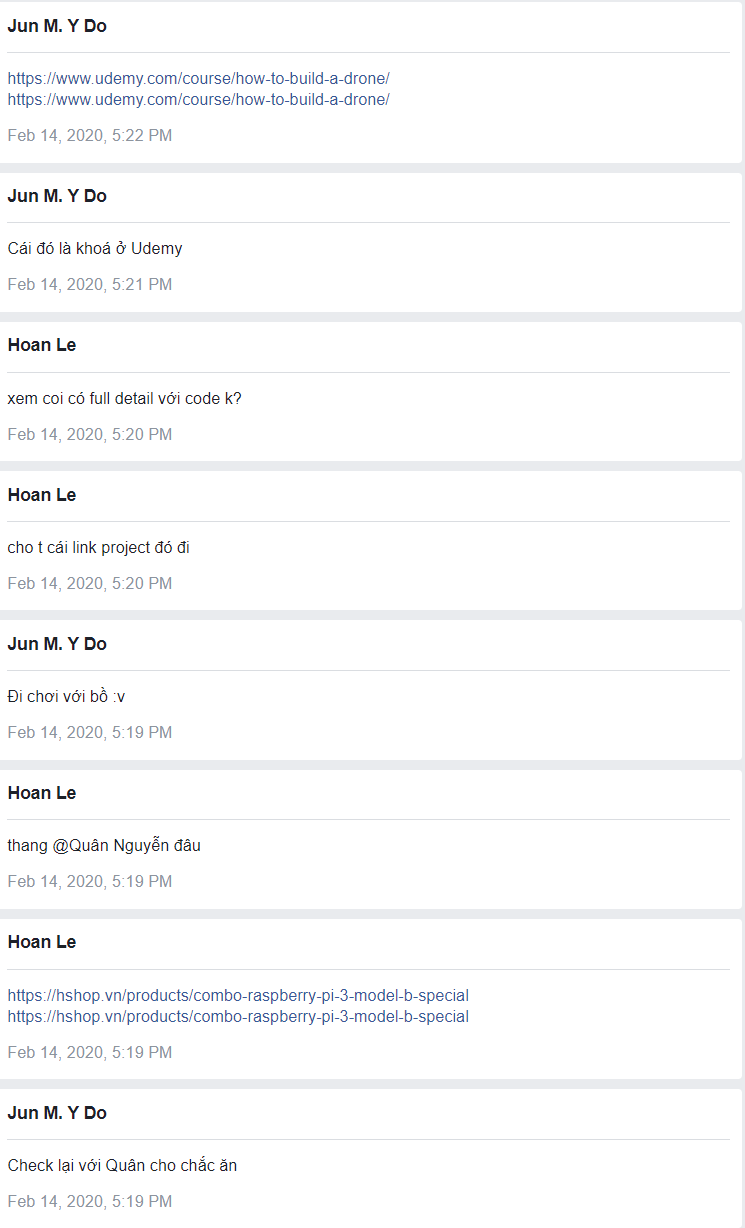 Jun M. Y Do
https://www.udemy.com/course/how-to-build-a-drone/
https://www.udemy.com/course/how-to-build-a-drone/
Feb 14, 2020, 5:22 PM
Jun M. Y Do
Cái đó là khoá ở Udemy
Feb 14, 2020, 5:21 PM
Hoan Le
xem coi có full detail với code k?
Feb 14, 2020, 5:20 PM
Hoan Le
cho t cái link project đó đi
Feb 14, 2020, 5:20 PM
Jun M. Y Do
Đi chơi với bồ :v
Feb 14, 2020, 5:19 PM
Hoan Le
thang @Quân Nguyễn đâu
Feb 14, 2020, 5:19 PM
Hoan Le
https://hshop.vn/products/combo-raspberry-pi-3-model-b-special
https://hshop.vn/products/combo-raspberry-pi-3-model-b-special
Feb 14, 2020, 5:19 PM
Jun M. Y Do
Check lại với Quân cho chắc ăn
Feb 14, 2020, 5:19 PM